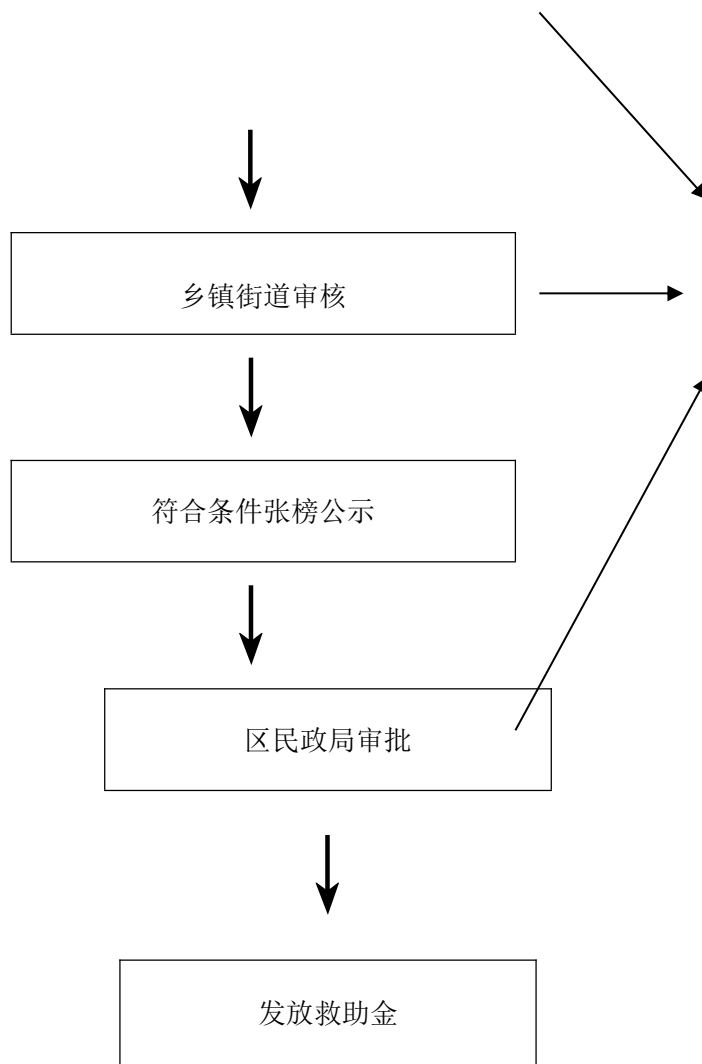 乡镇街道审核
符合条件张榜公示
区民政局审批
发放救助金